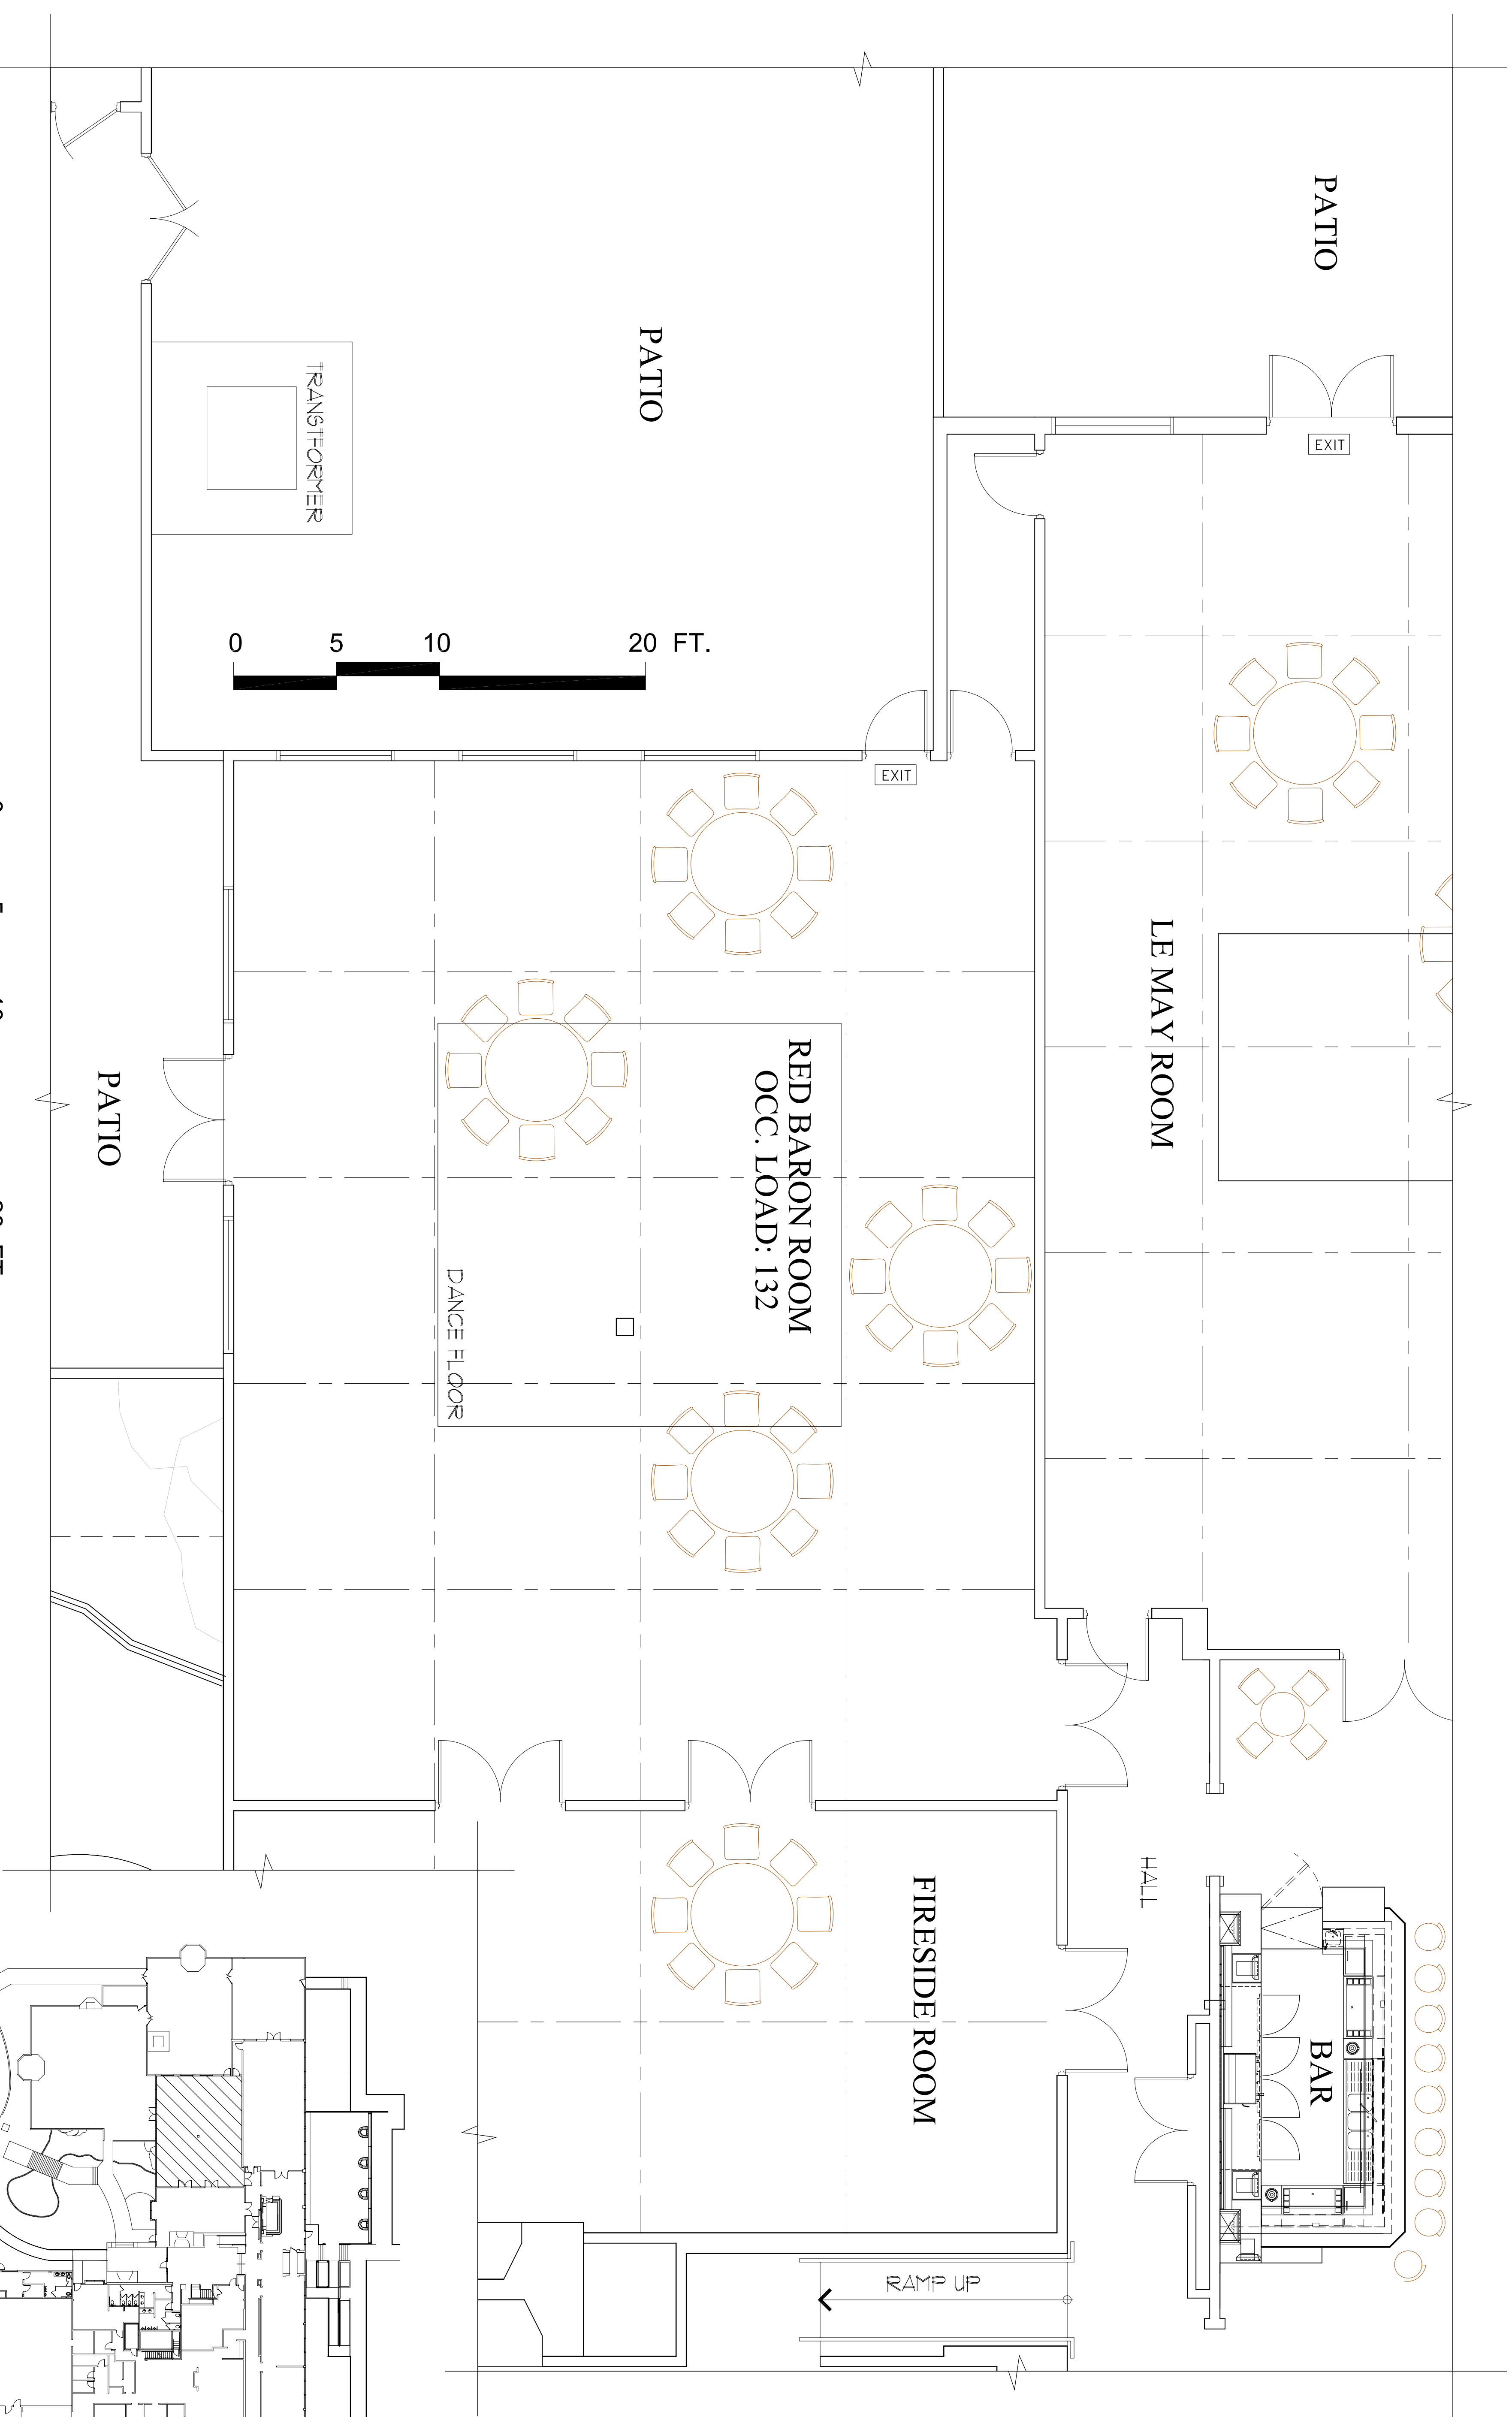 PATIO
PATIO
TRANSTFORMER
EXIT
0 5 10 20 FT.
EXIT
LE MAY ROOM
RED BARON ROOM
OCC. LOAD: 132
PATIO
DANCE FLOOR
HALL
FIRESIDE ROOM
BAR
RAMP UP